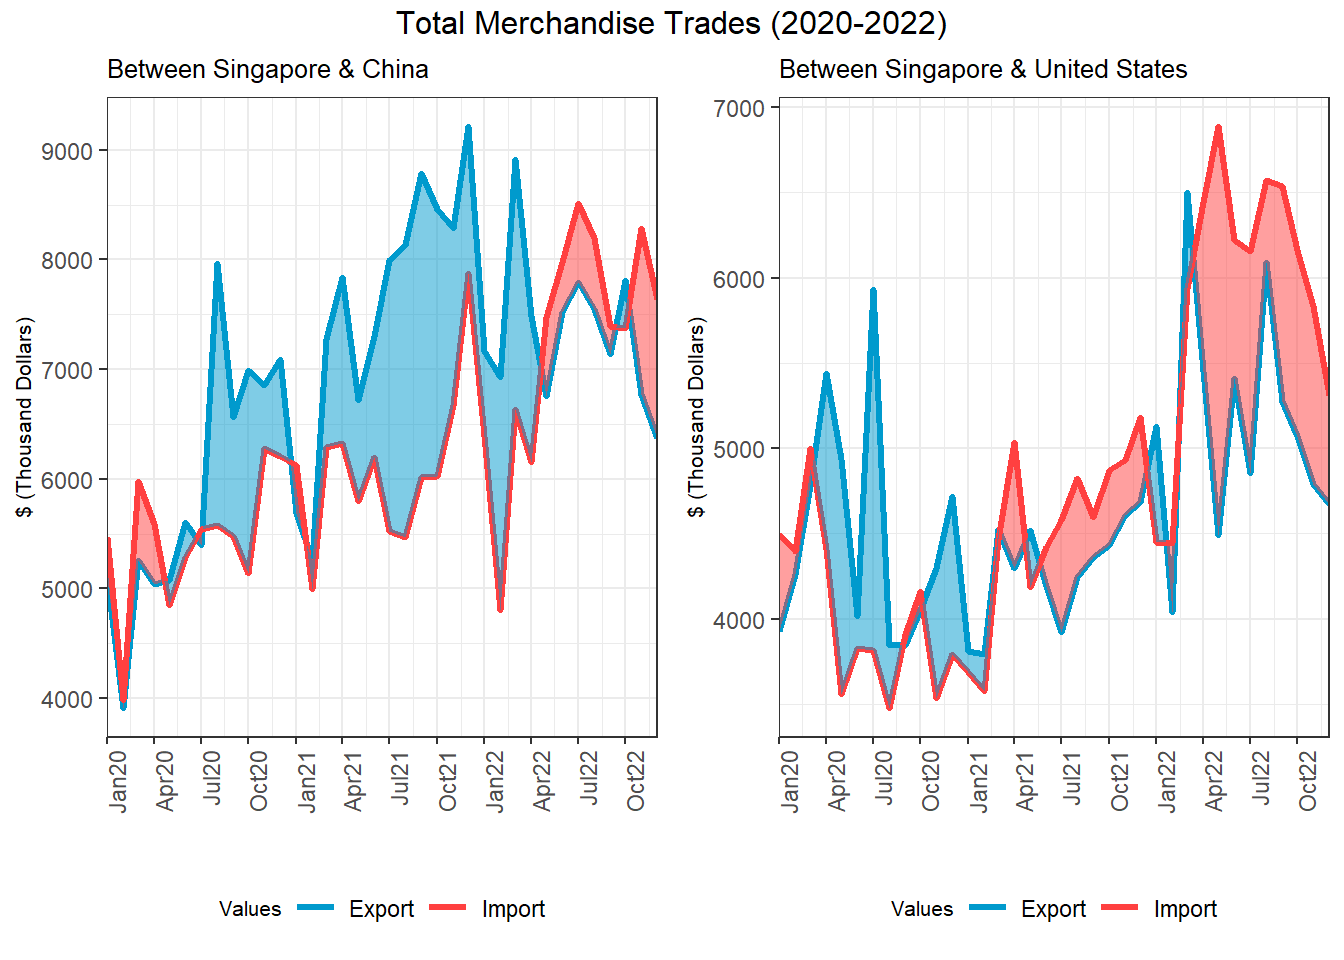 Total Merchandise Trades (2020-2022)
Between Singapore & China
$ (Thousand Dollars)
9000
8000
7000
6000
5000
4000
Jan20
Apr20
Jul20
Oct20
Jan21
Apr21
Jul21
Oct21
Jan22
Apr22
Jul22
Oct22
Values Export Import
Between Singapore & United States
$ (Thousand Dollars)
7000
6000
5000
4000
Jan20
Apr20
Jul20
Oct20
Jan21
Apr21
Jul21
Oct21
Jan22
Apr22
Jul22
Oct22
Values Export Import